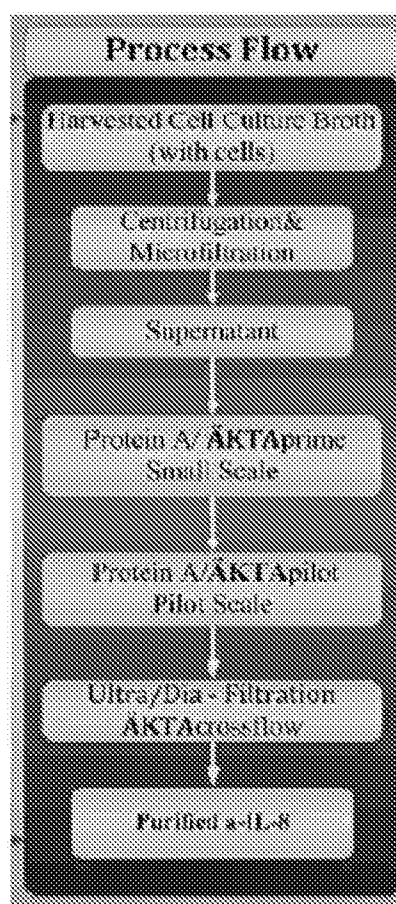 Process Flow
Harvested Cell Culture Broth
(with cells)
Centrifugation&
Microfiltration
Supernatant
Protein A/ ÄKTAprime
Small Scale
Protein A/ÄKTApilot
Pilot Scale
Ultra/Dia - Filtration
ÄKTAcrossflow
Purified a-IL-8